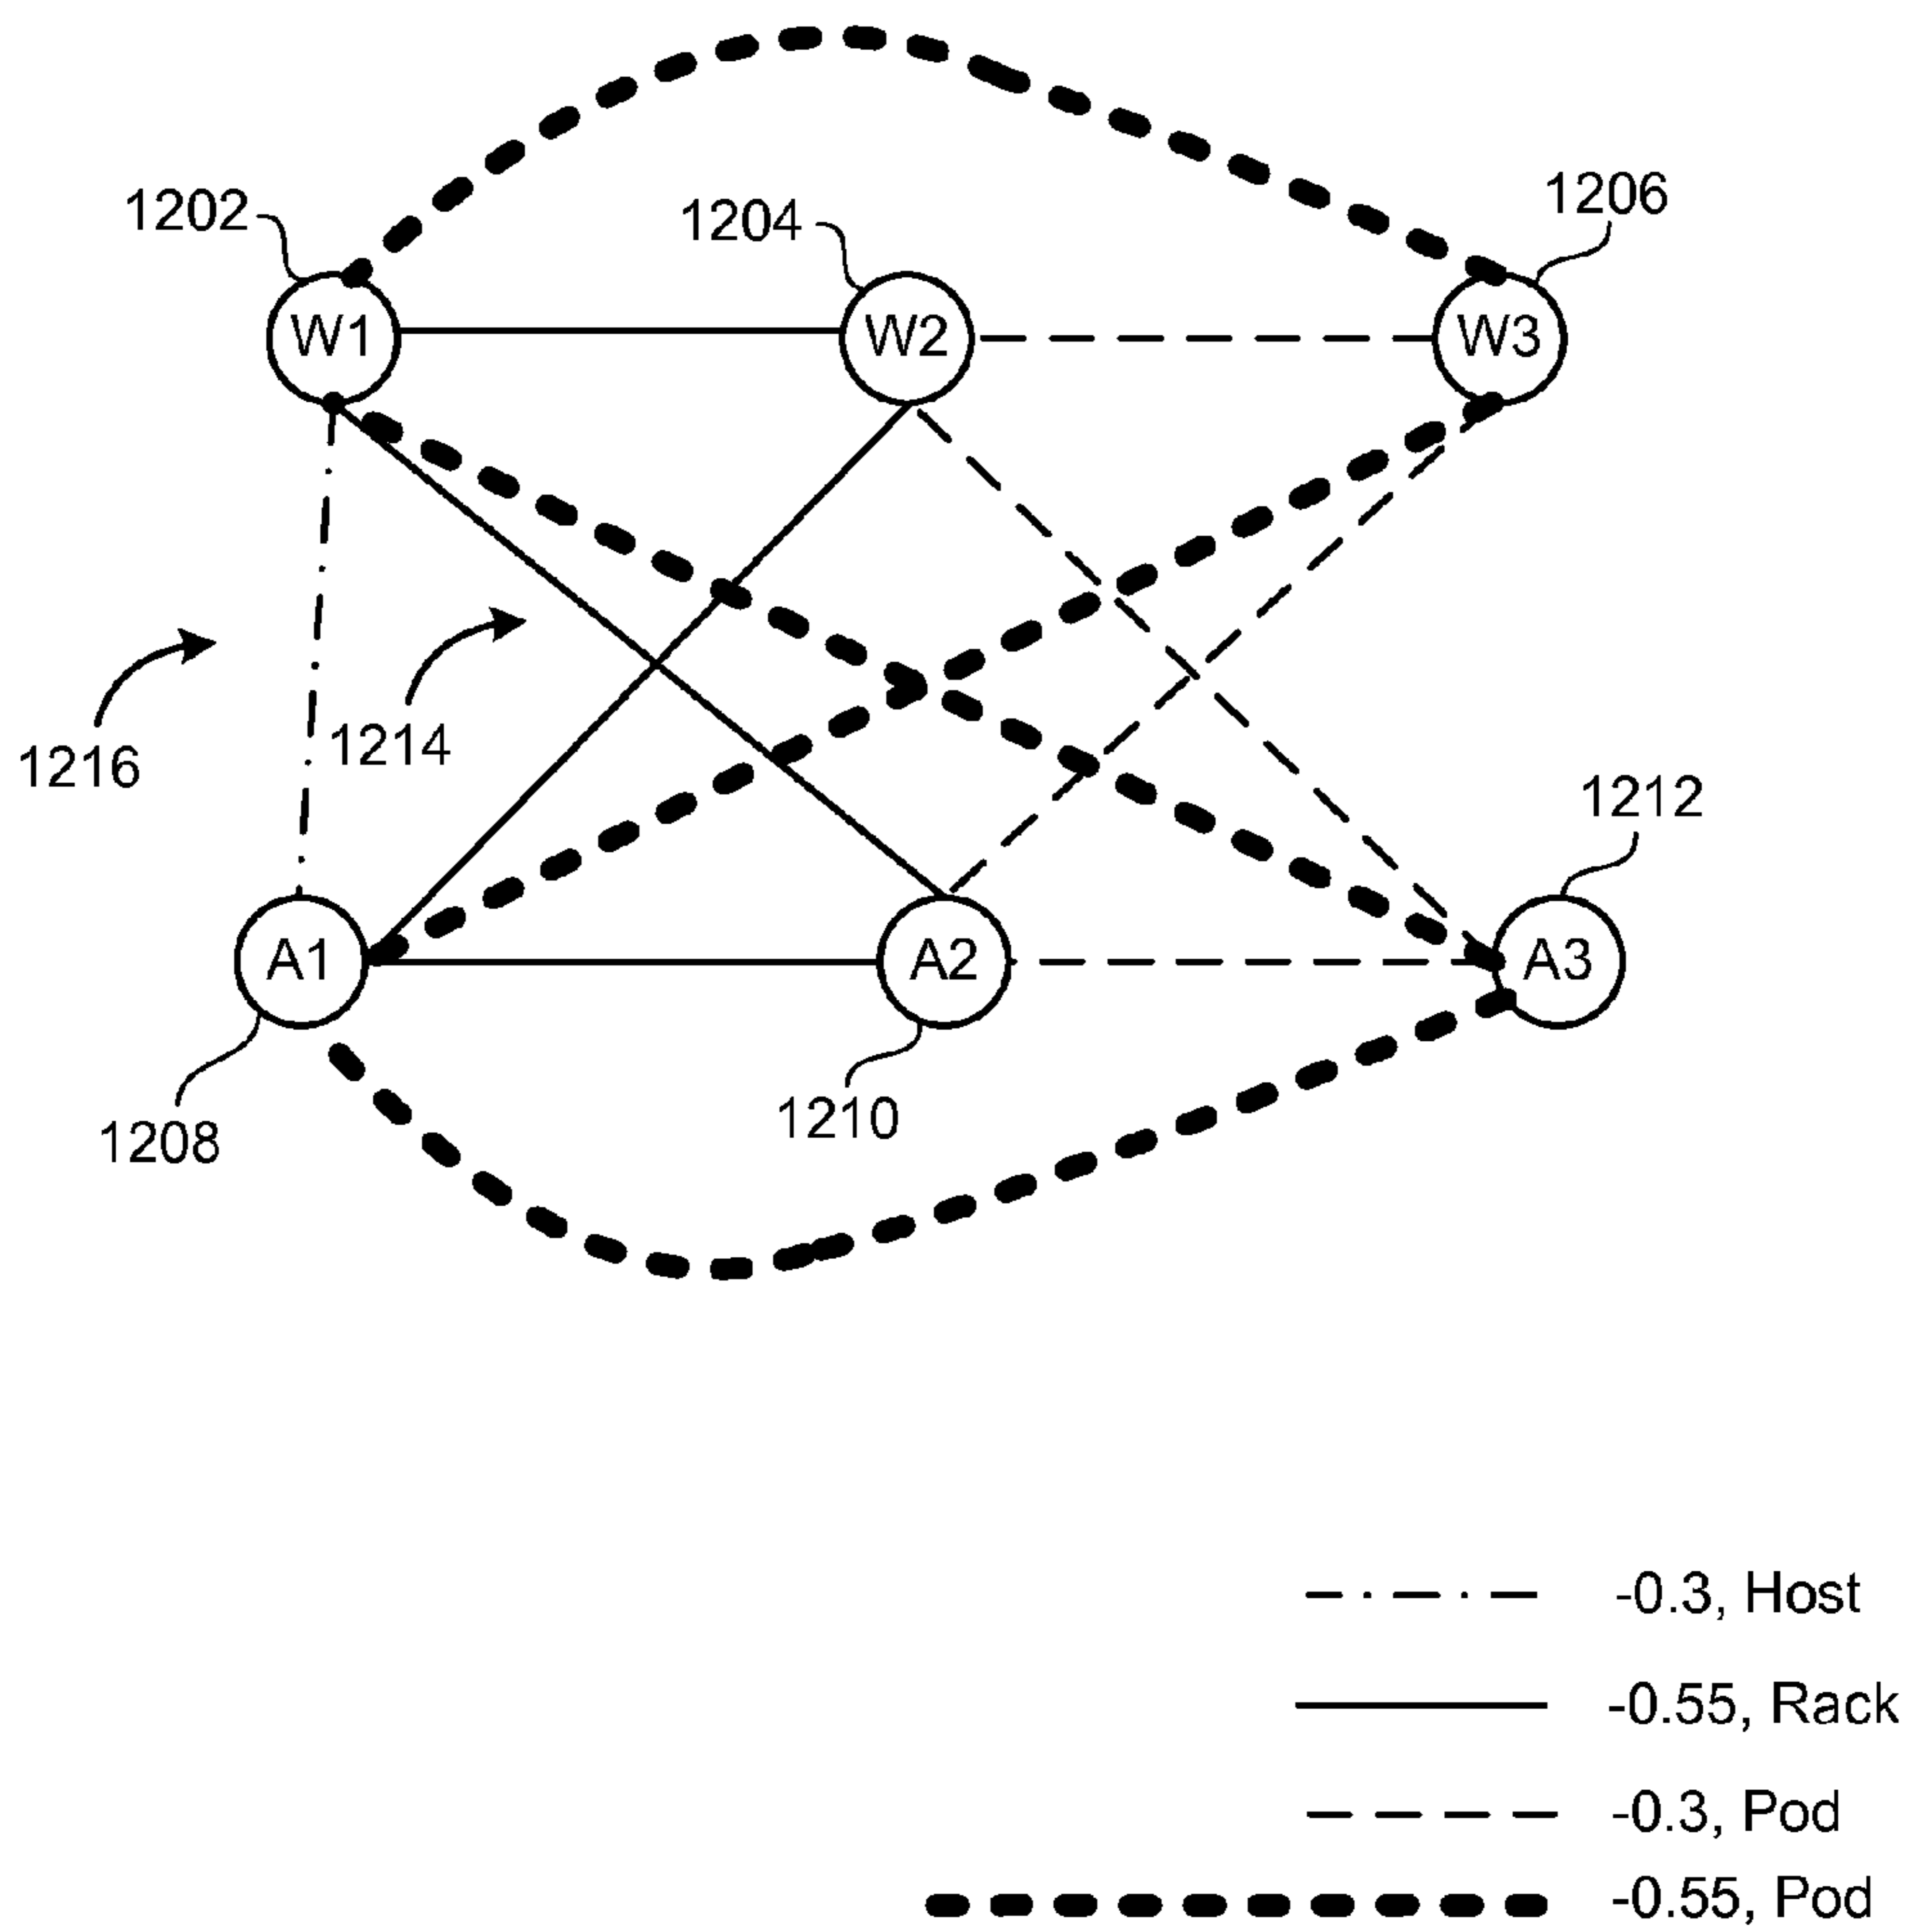 1202
1204
1206
W1
W2
W3
1216
1214
1212
A1
A2
A3
1208
1210
-0.3, Host
-0.55, Rack
-0.3, Pod
-0.55, Pod